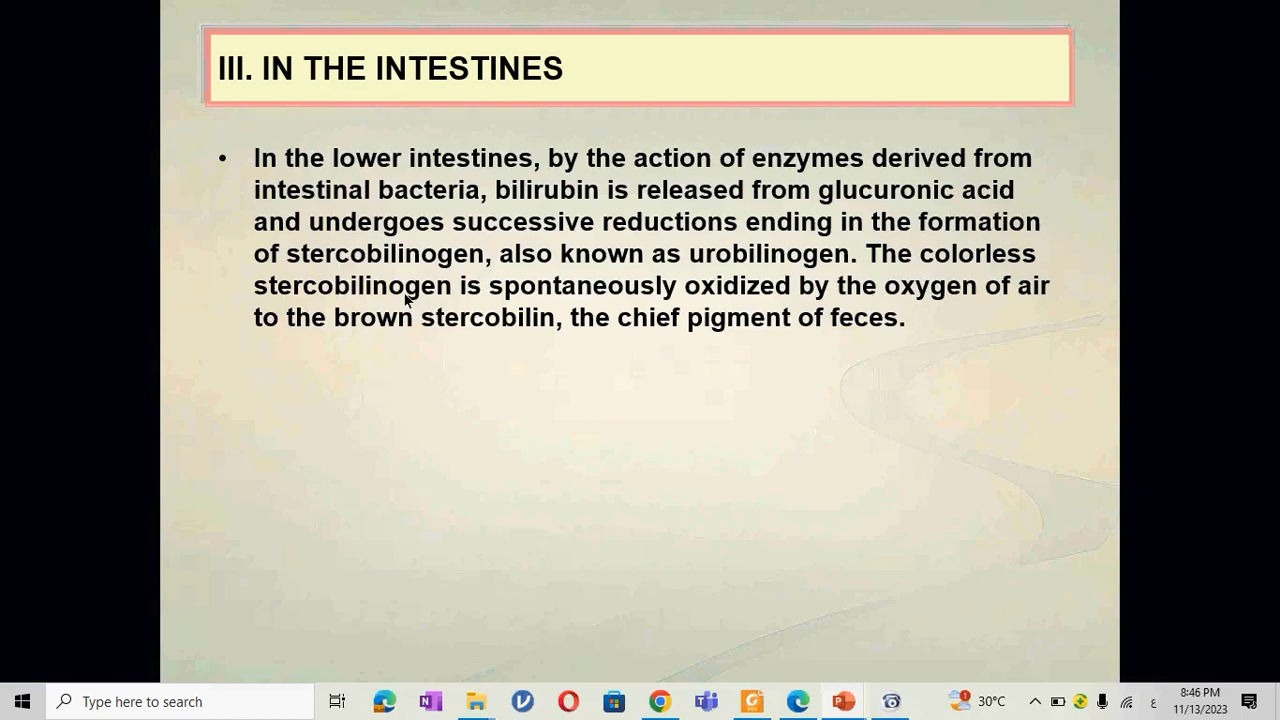 III. IN THE INTESTINES
• In the lower intestines, by the action of enzymes derived from
intestinal bacteria, bilirubin is released from glucuronic acid
and undergoes successive reductions ending in the formation
of stercobilinogen, also known as urobilinogen. The colorless
stercobilinogen is spontaneously oxidized by the oxygen of air
to the brown stercobilin, the chief pigment of feces.
Type here to search
30°C
ع
8:46 PM
11/13/2023